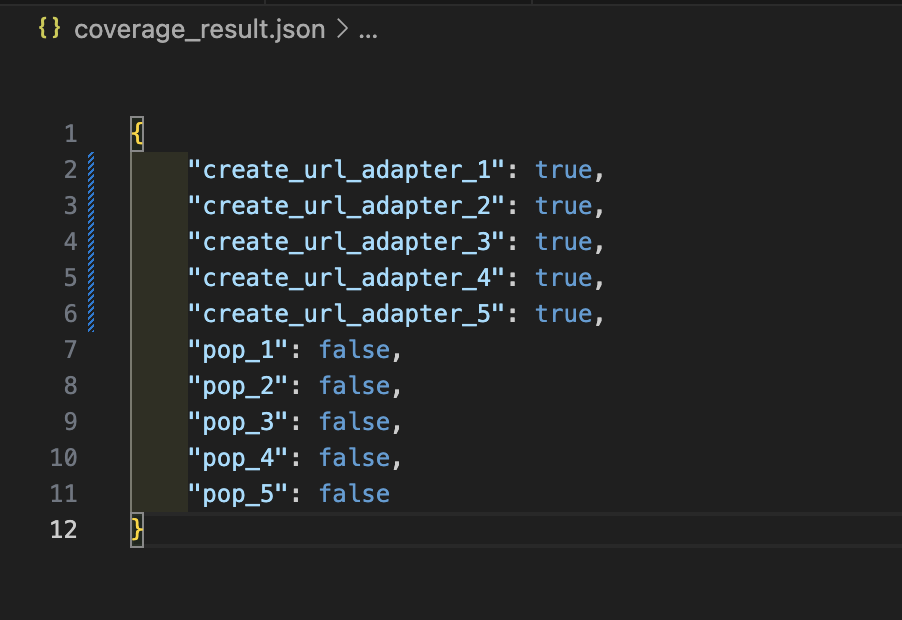 {} coverage_result.json > ...
1 {
2 "create_url_adapter_1": true,
3 "create_url_adapter_2": true,
4 "create_url_adapter_3": true,
5 "create_url_adapter_4": true,
6 "create_url_adapter_5": true,
7 "pop_1": false,
8 "pop_2": false,
9 "pop_3": false,
10 "pop_4": false,
11 "pop_5": false
12 }